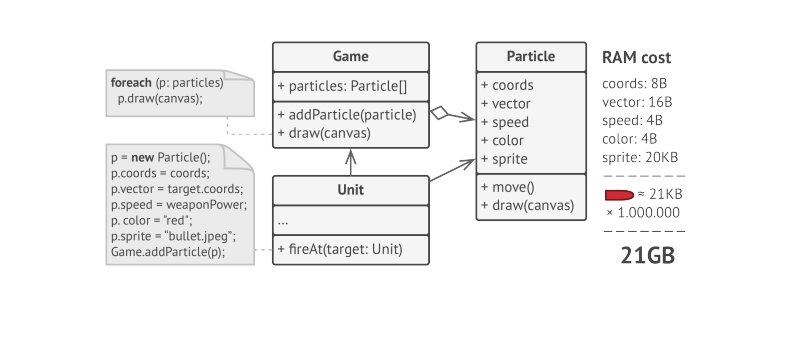 foreach (p: particles)
p.draw(canvas);
p = new Particle();
p.coords = coords;
p.vector = target.coords;
p.speed = weaponPower;
p. color = "red";
p.sprite = “bullet.jpeg”;
Game.addParticle(p);
Game
+ particles: Particle[]
+ addParticle(particle)
+ draw(canvas)
Unit
...
+ fireAt(target: Unit)
Particle
+ coords
+ vector
+ speed
+ color
+ sprite
+ move()
+ draw(canvas)
RAM cost
coords: 8B
vector: 16B
speed: 4B
color: 4B
sprite: 20KB
≈ 21KB
× 1.000.000
21GB